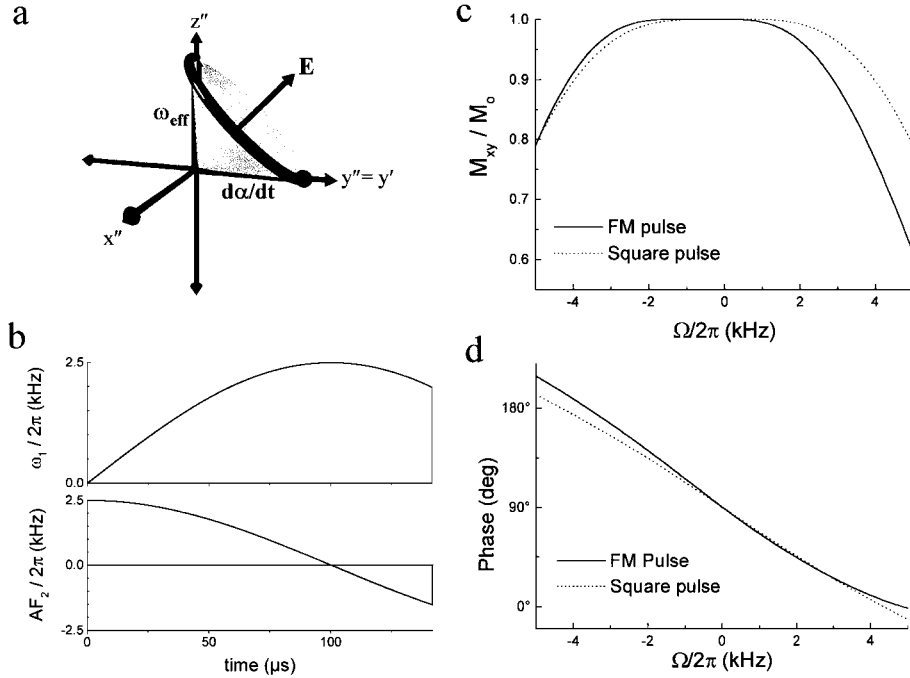 a
z″
E
ω_eff
y″ = y′
dα/dt
x″
b
ω₁ / 2π (kHz)
2.5
0.0
AF₂ / 2π (kHz)
2.5
0.0
-2.5
0
50
100
time (µs)
c
M_xy / M_o
1.0
0.9
0.8
0.7
0.6
FM pulse
Square pulse
-4
-2
0
2
4
Ω/2π (kHz)
d
Phase (deg)
180°
90°
0°
FM Pulse
Square pulse
-4
-2
0
2
4
Ω/2π (kHz)